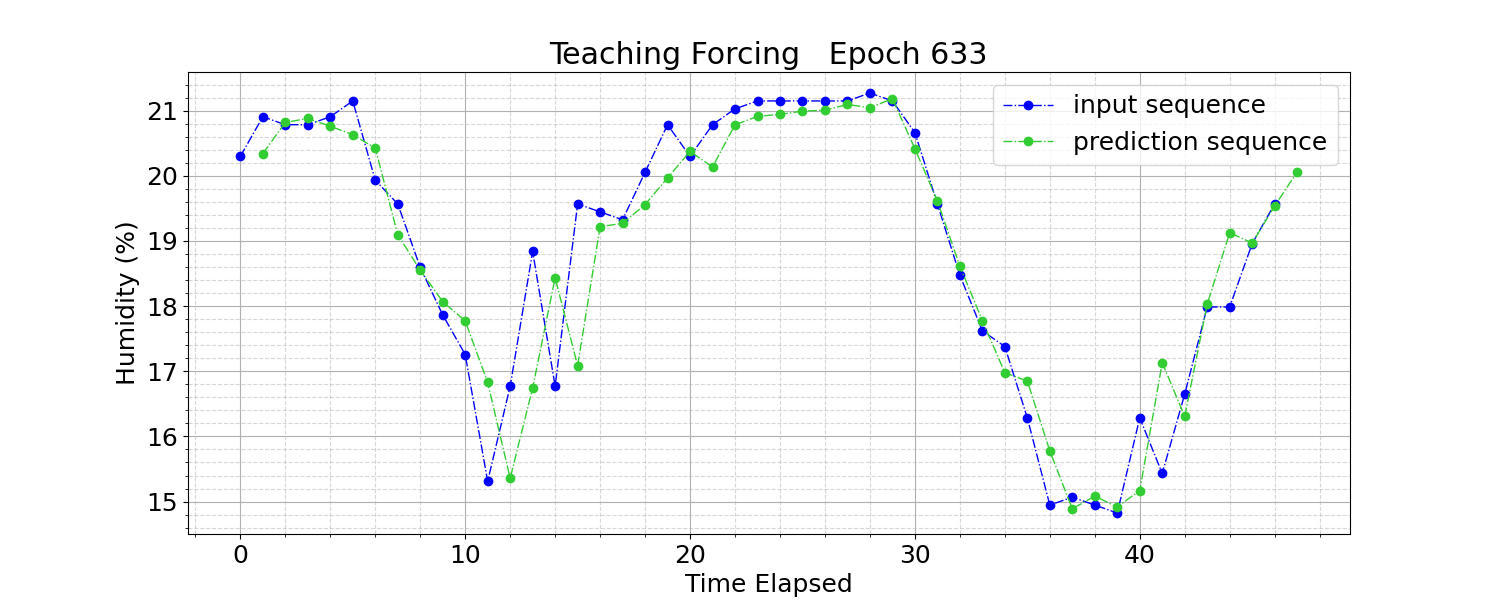 Teaching Forcing   Epoch 633
input sequence
prediction sequence
Humidity (%)
21
20
19
18
17
16
15
0 10 20 30 40
Time Elapsed